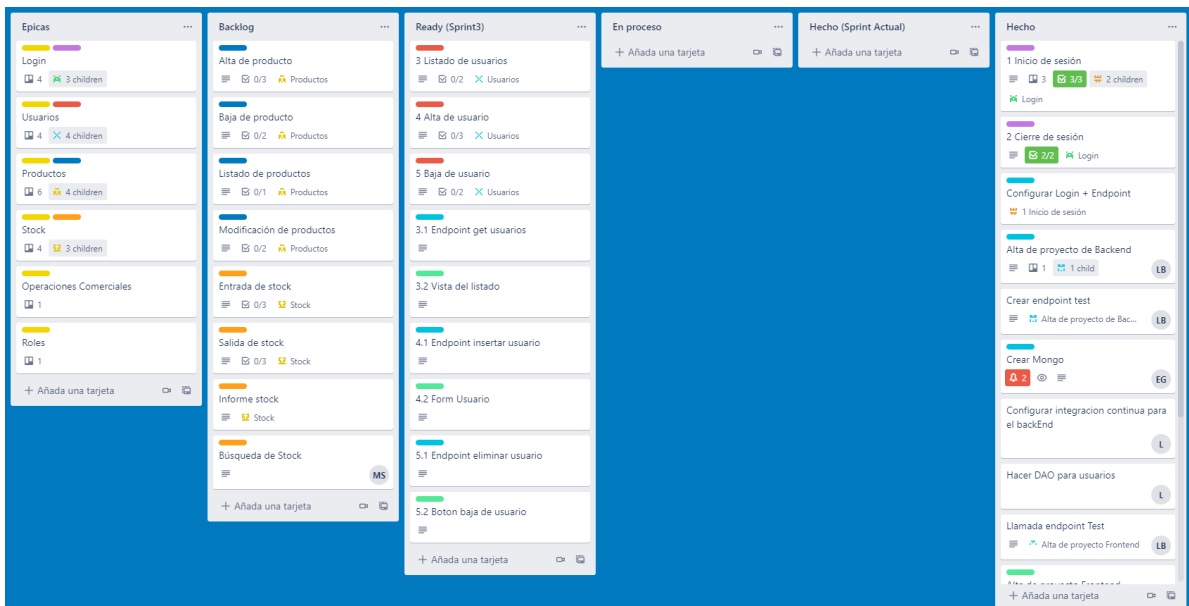 Epicas
Login
4 3 children
Usuarios
4 4 children
Productos
6 4 children
Stock
4 3 children
Operaciones Comerciales
1
Roles
1
+ Añada una tarjeta
Backlog
Alta de producto
0/3 Productos
Baja de producto
0/2 Productos
Listado de productos
0/1 Productos
Modificación de productos
0/2 Productos
Entrada de stock
0/3 Stock
Salida de stock
0/3 Stock
Informe stock
Stock
Búsqueda de Stock
MS
+ Añada una tarjeta
Ready (Sprint3)
3 Listado de usuarios
0/2 Usuarios
4 Alta de usuario
0/3 Usuarios
5 Baja de usuario
0/2 Usuarios
3.1 Endpoint get usuarios
3.2 Vista del listado
4.1 Endpoint insertar usuario
4.2 Form Usuario
5.1 Endpoint eliminar usuario
5.2 Boton baja de usuario
+ Añada una tarjeta
En proceso
+ Añada una tarjeta
Hecho (Sprint Actual)
+ Añada una tarjeta
Hecho
1 Inicio de sesión
3 3/3 2 children
Login
2 Cierre de sesión
2/2 Login
Configurar Login + Endpoint
1 Inicio de sesión
Alta de proyecto de Backend
1 1 child LB
Crear endpoint test
Alta de proyecto de Bac... LB
Crear Mongo
2 EG
Configurar integracion continua para
el backEnd
L
Hacer DAO para usuarios
L
Llamada endpoint Test
Alta de proyecto Frontend LB
Alta de proyecto Frontend
+ Añada una tarjeta